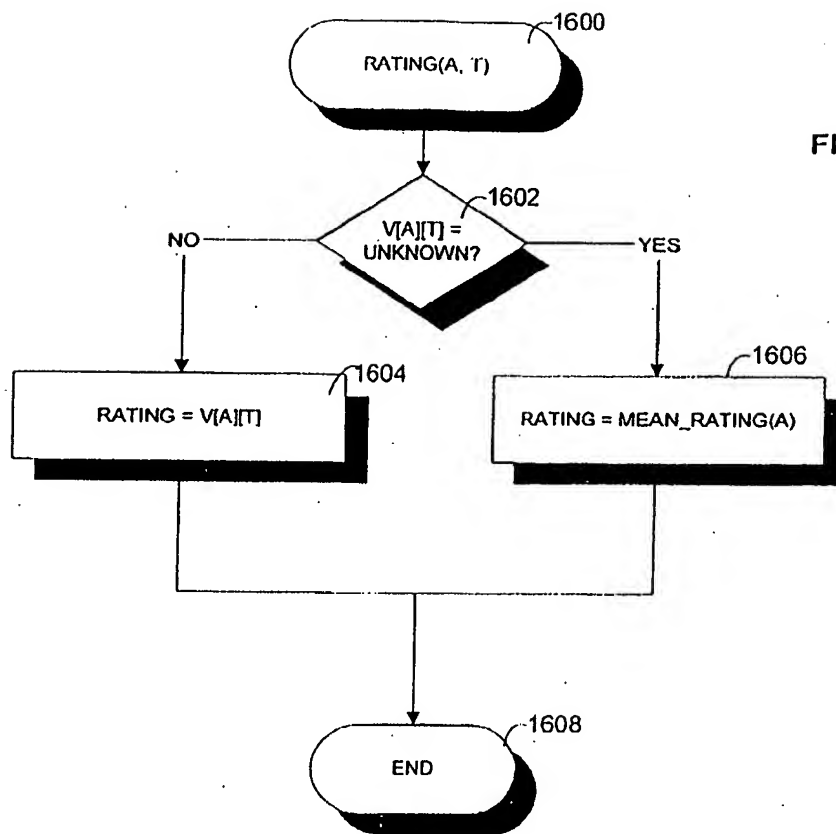 1600
RATING(A, T)
FI
1602
V[A][T] =
UNKNOWN?
NO
YES
1604
RATING = V[A][T]
1606
RATING = MEAN_RATING(A)
1608
END